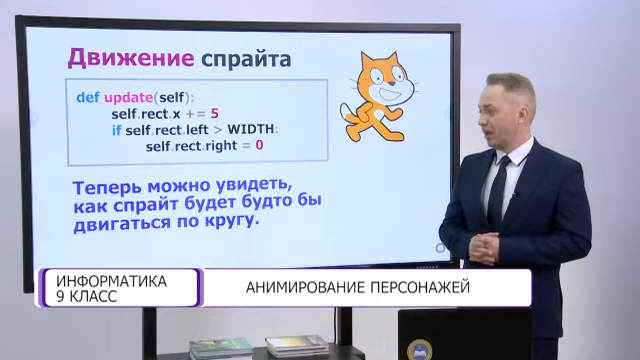 Движение спрайта
def update(self):
self.rect.x += 5
if self.rect.left > WIDTH:
self.rect.right = 0
Теперь можно увидеть,
как спрайт будет будто бы
двигаться по кругу.
ИНФОРМАТИКА
9 КЛАСС
АНИМИРОВАНИЕ ПЕРСОНАЖЕЙ